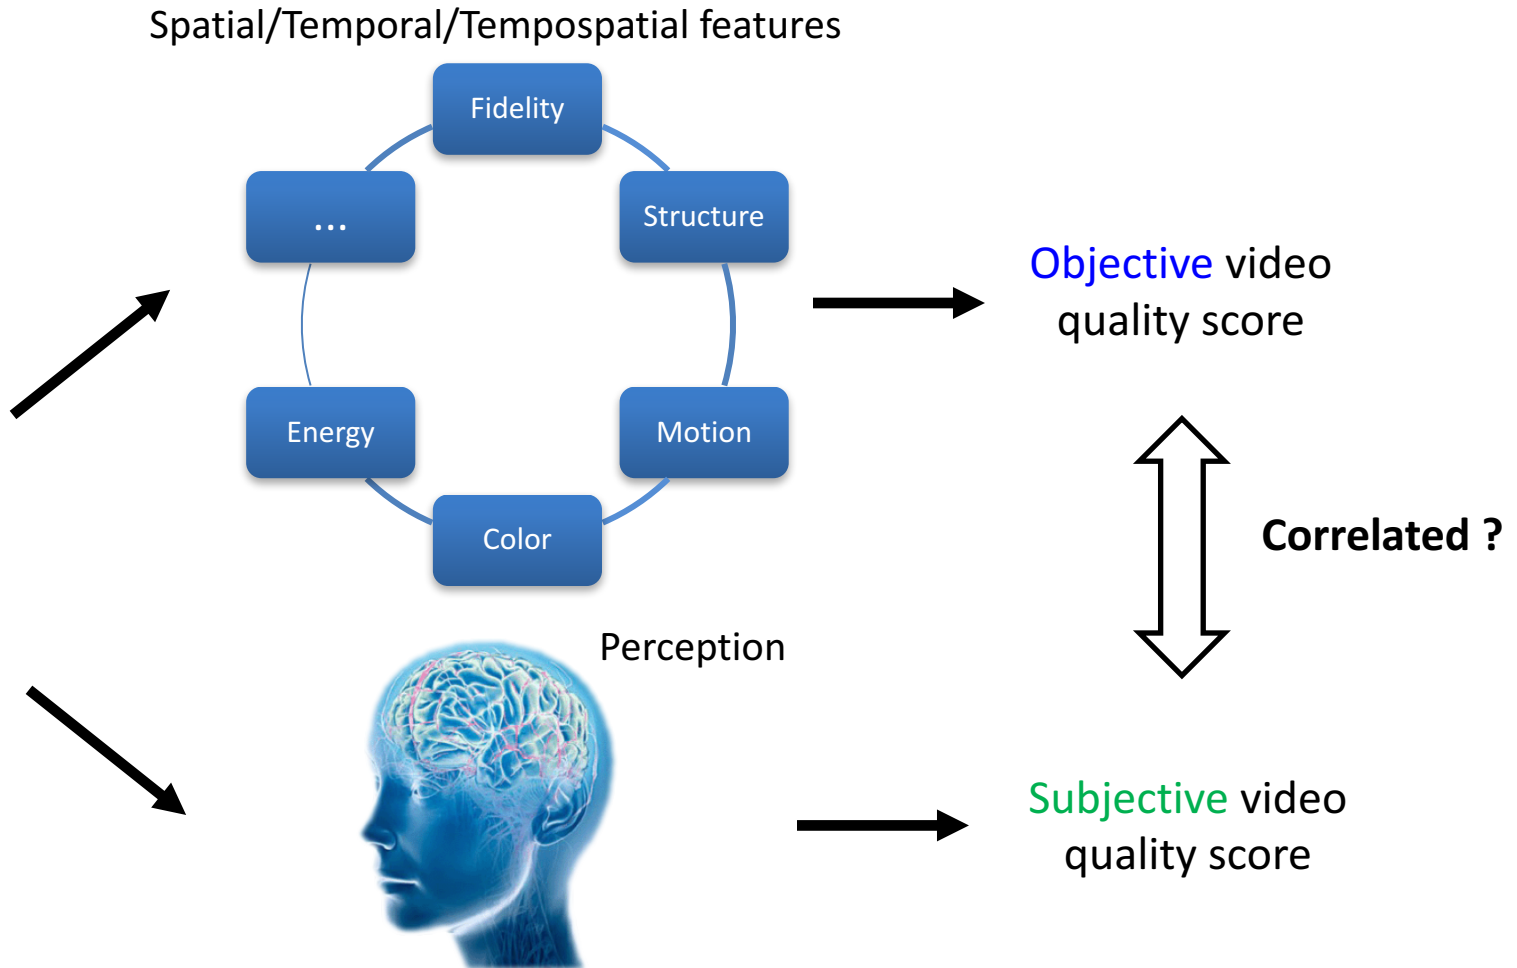 Spatial/Temporal/Tempospatial features
Fidelity
...
Structure
Objective video
quality score
Energy
Motion
Color
Correlated ?
Perception
Subjective video
quality score